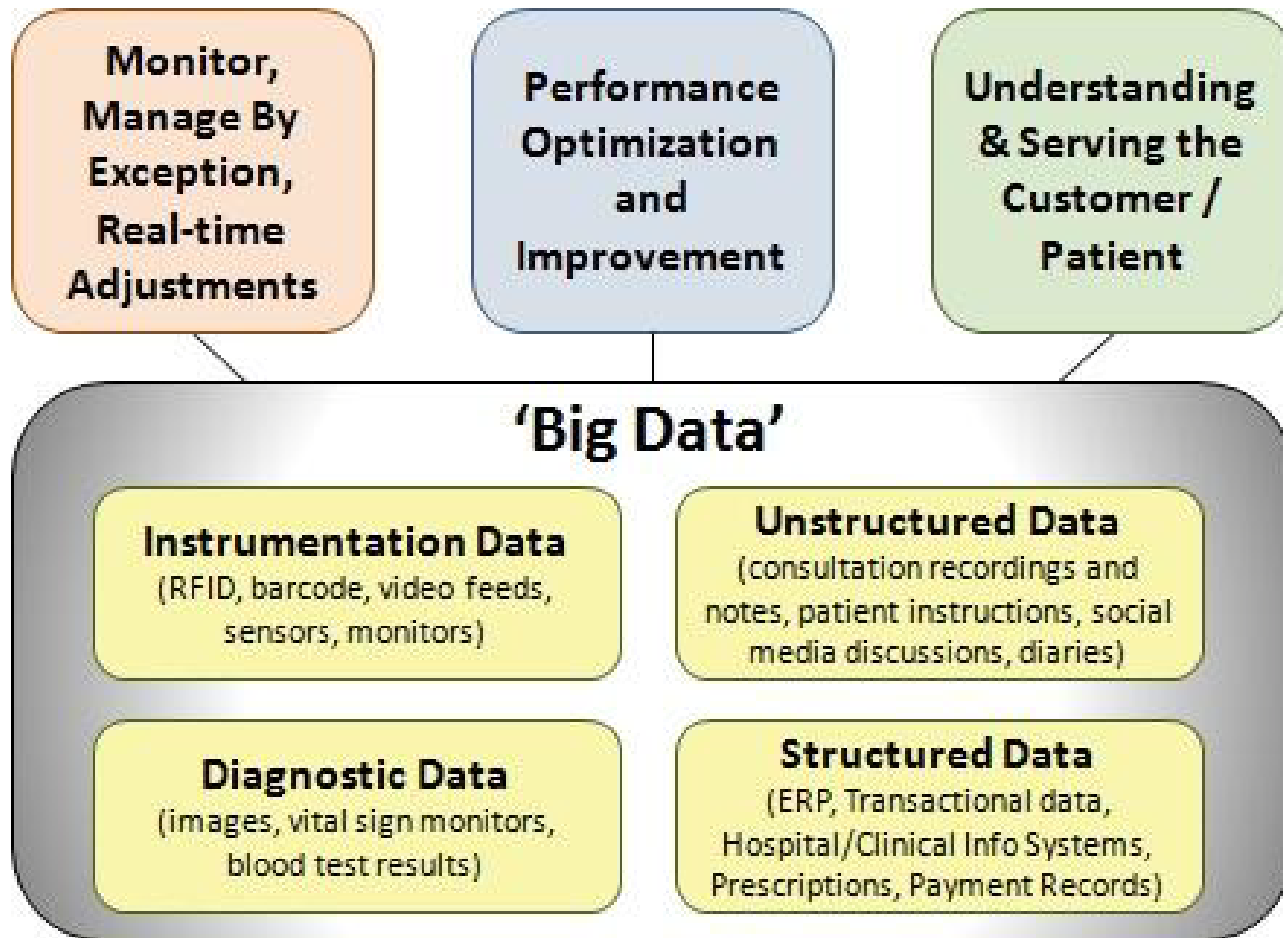 Monitor,
Manage By
Exception,
Real-time
Adjustments
Performance
Optimization
and
Improvement
Understanding
& Serving the
Customer /
Patient
‘Big Data’
Instrumentation Data
(RFID, barcode, video feeds,
sensors, monitors)
Unstructured Data
(consultation recordings and
notes, patient instructions, social
media discussions, diaries)
Diagnostic Data
(images, vital sign monitors,
blood test results)
Structured Data
(ERP, Transactional data,
Hospital/Clinical Info Systems,
Prescriptions, Payment Records)